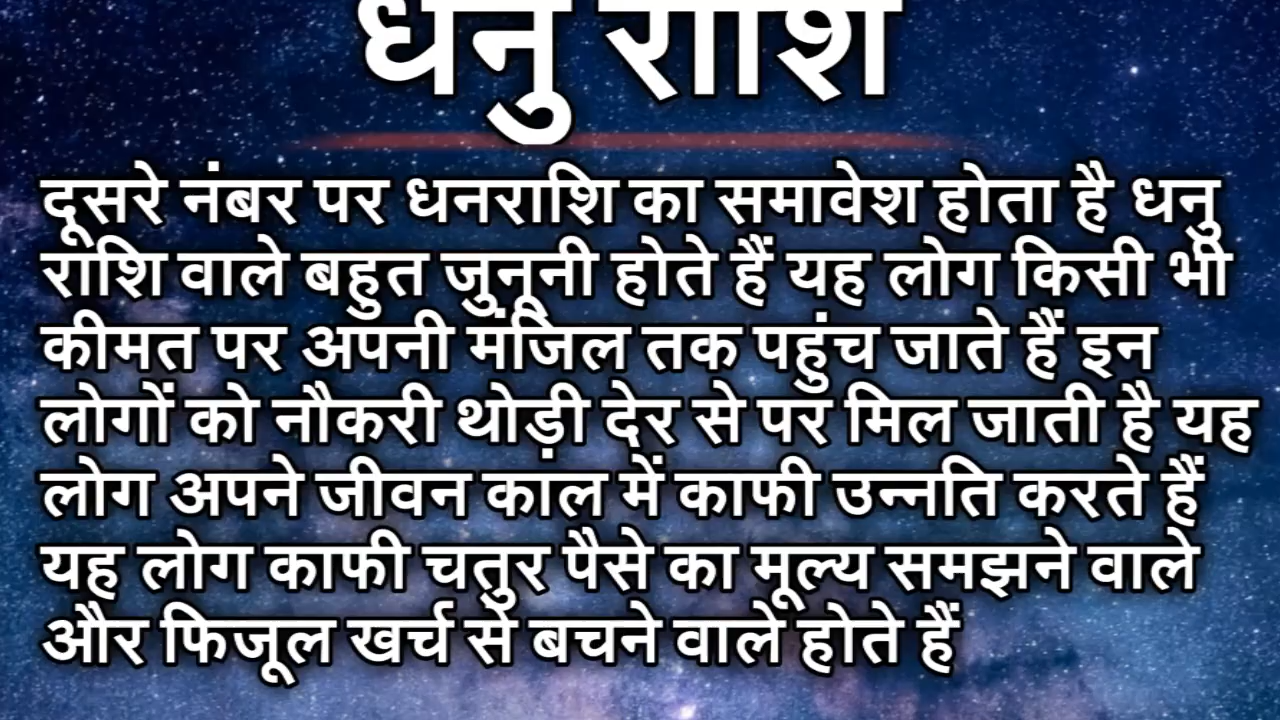 धनु राशि
दूसरे नंबर पर धनराशि का समावेश होता है धनु
राशि वाले बहुत जुनूनी होते हैं यह लोग किसी भी
कीमत पर अपनी मंजिल तक पहुंच जाते हैं इन
लोगों को नौकरी थोड़ी देर से पर मिल जाती है यह
लोग अपने जीवन काल में काफी उन्नति करते हैं
यह लोग काफी चतुर पैसे का मूल्य समझने वाले
और फिजूल खर्च से बचने वाले होते हैं